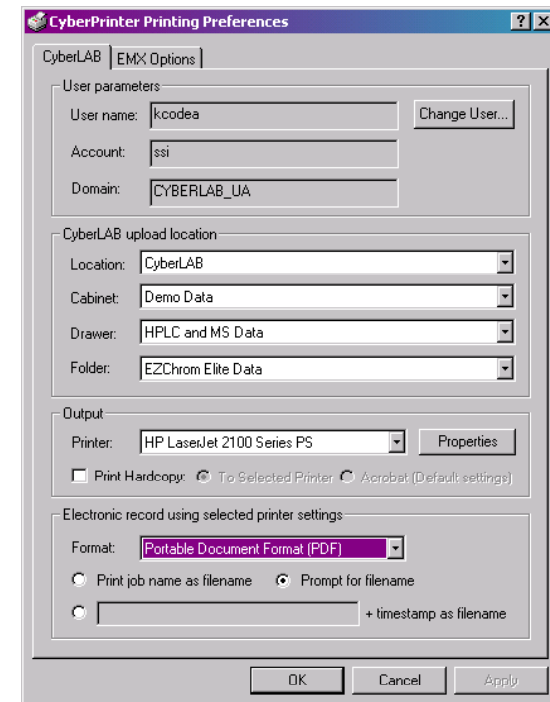 CyberPrinter Printing Preferences ? X
CyberLAB EMX Options
User parameters
User name: kcodea Change User...
Account: ssi
Domain: CYBERLAB_UA
CyberLAB upload location
Location: CyberLAB
Cabinet: Demo Data
Drawer: HPLC and MS Data
Folder: EZChrom Elite Data
Output
Printer: HP LaserJet 2100 Series PS Properties
Print Hardcopy: To Selected Printer Acrobat (Default settings)
Electronic record using selected printer settings
Format: Portable Document Format (PDF)
Print job name as filename Prompt for filename
+ timestamp as filename
OK Cancel Apply